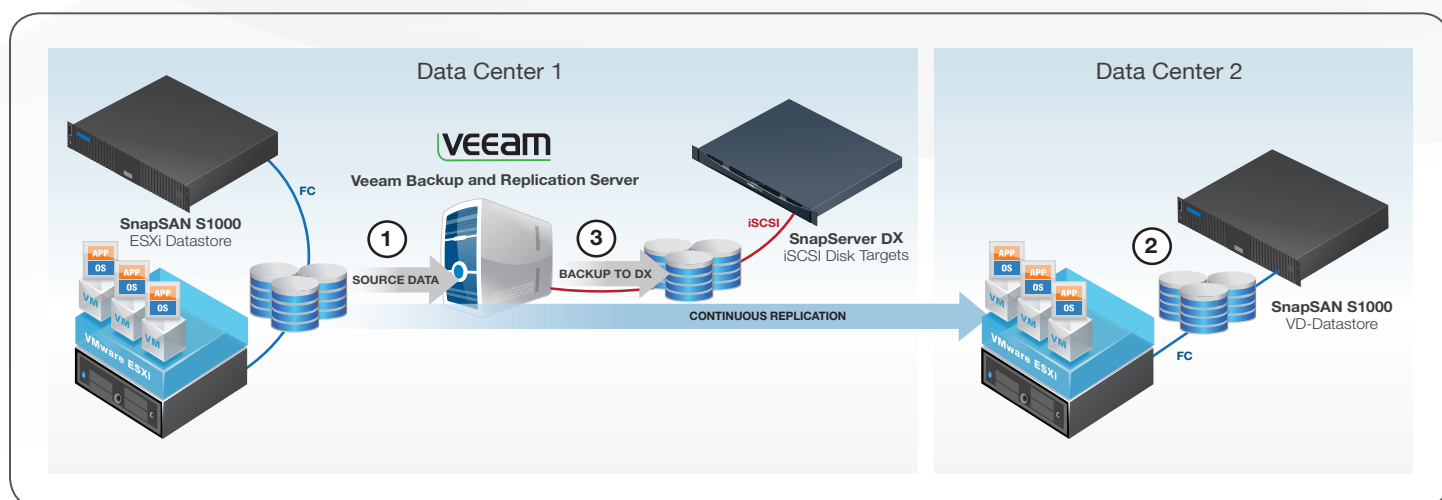 Data Center 1
FC
SnapSAN S1000
ESXi Datastore
APP
OS
APP
OS
APP
OS
VM
VM
VM
VMware ESXi
veeam
Veeam Backup and Replication Server
1
SOURCE DATA
3
BACKUP TO DX
iSCSI
SnapServer DX
iSCSI Disk Targets
CONTINUOUS REPLICATION
Data Center 2
APP
OS
APP
OS
APP
OS
VM
VM
VM
VMware ESXi
2
FC
SnapSAN S1000
VD-Datastore